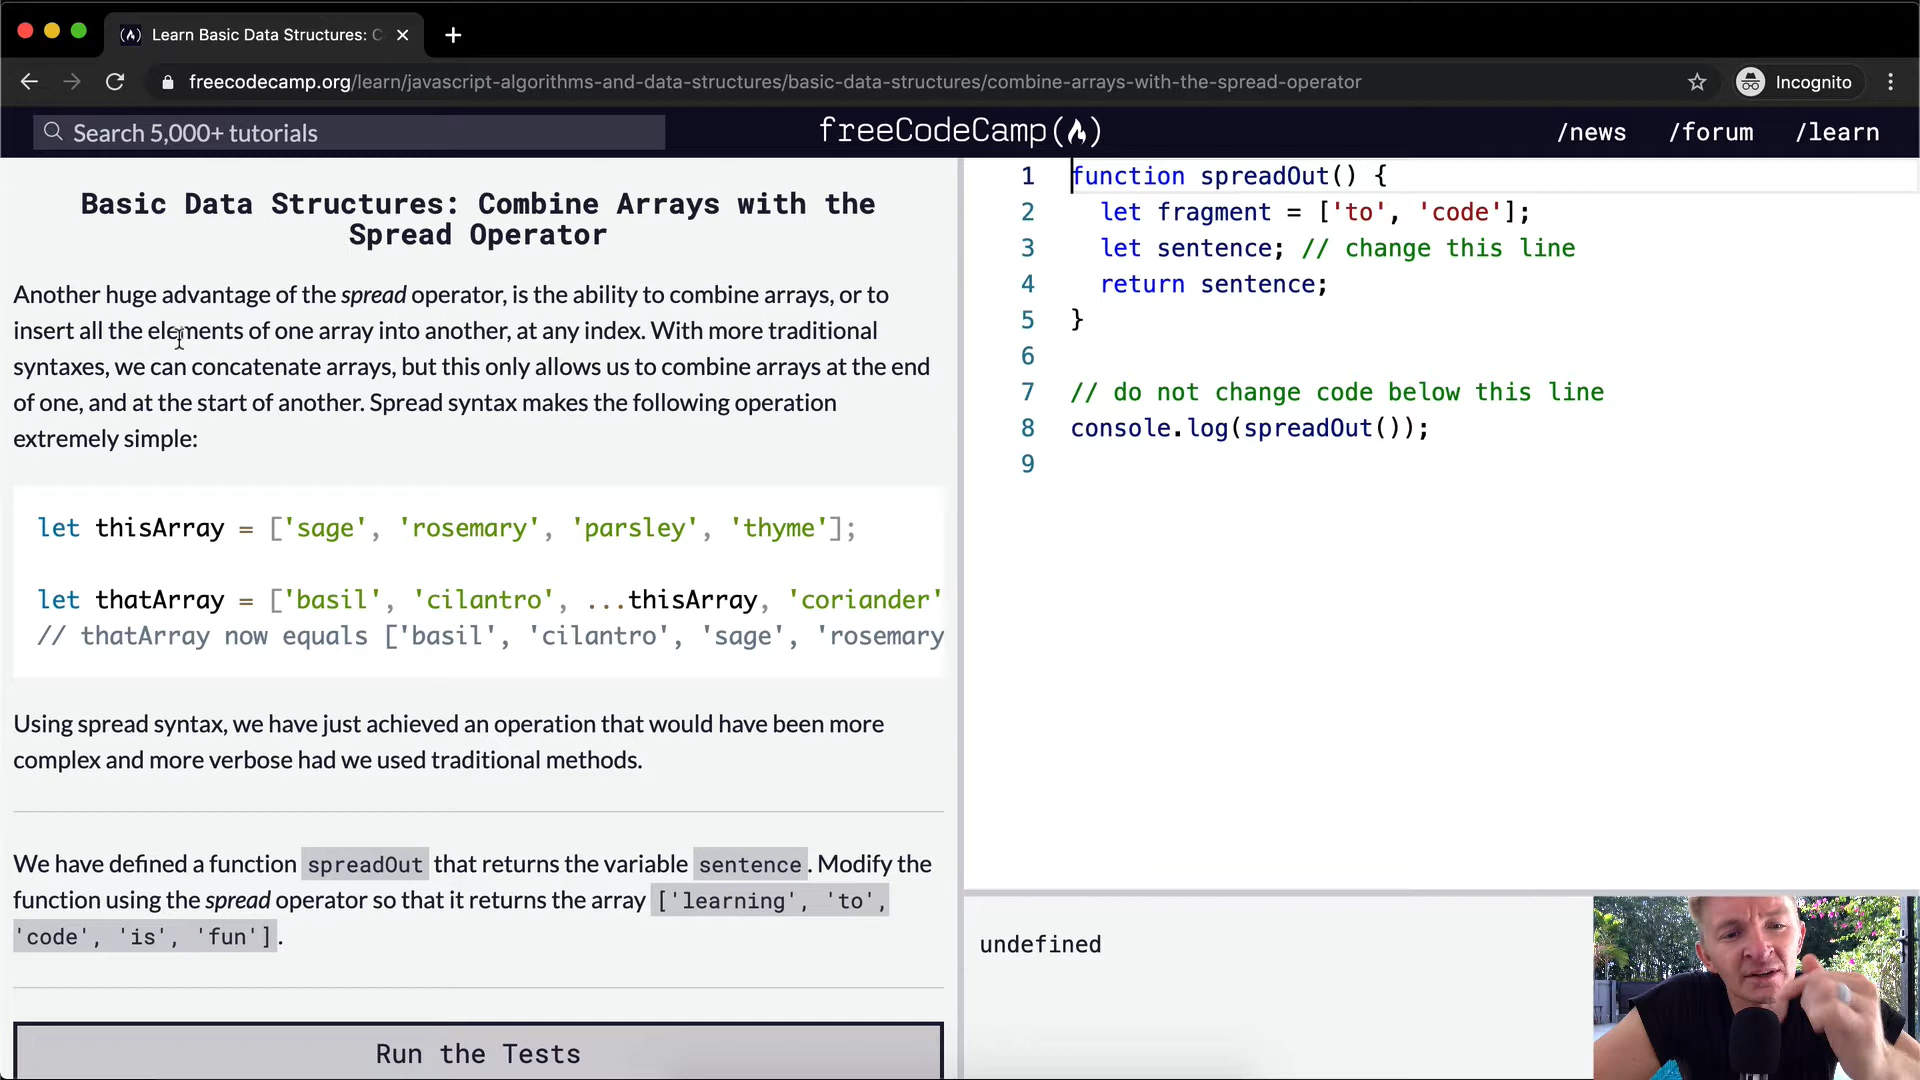 Learn Basic Data Structures: C
freecodecamp.org/learn/javascript-algorithms-and-data-structures/basic-data-structures/combine-arrays-with-the-spread-operator
Incognito
Search 5,000+ tutorials
freeCodeCamp(🔥)
/news /forum /learn
Basic Data Structures: Combine Arrays with the
Spread Operator
Another huge advantage of the spread operator, is the ability to combine arrays, or to
insert all the elements of one array into another, at any index. With more traditional
syntaxes, we can concatenate arrays, but this only allows us to combine arrays at the end
of one, and at the start of another. Spread syntax makes the following operation
extremely simple:
let thisArray = ['sage', 'rosemary', 'parsley', 'thyme'];
let thatArray = ['basil', 'cilantro', ...thisArray, 'coriander'
// thatArray now equals ['basil', 'cilantro', 'sage', 'rosemary
Using spread syntax, we have just achieved an operation that would have been more
complex and more verbose had we used traditional methods.
We have defined a function spreadOut that returns the variable sentence. Modify the
function using the spread operator so that it returns the array ['learning', 'to',
'code', 'is', 'fun'].
Run the Tests
1 function spreadOut() {
2 let fragment = ['to', 'code'];
3 let sentence; // change this line
4 return sentence;
5 }
6
7 // do not change code below this line
8 console.log(spreadOut());
9
undefined